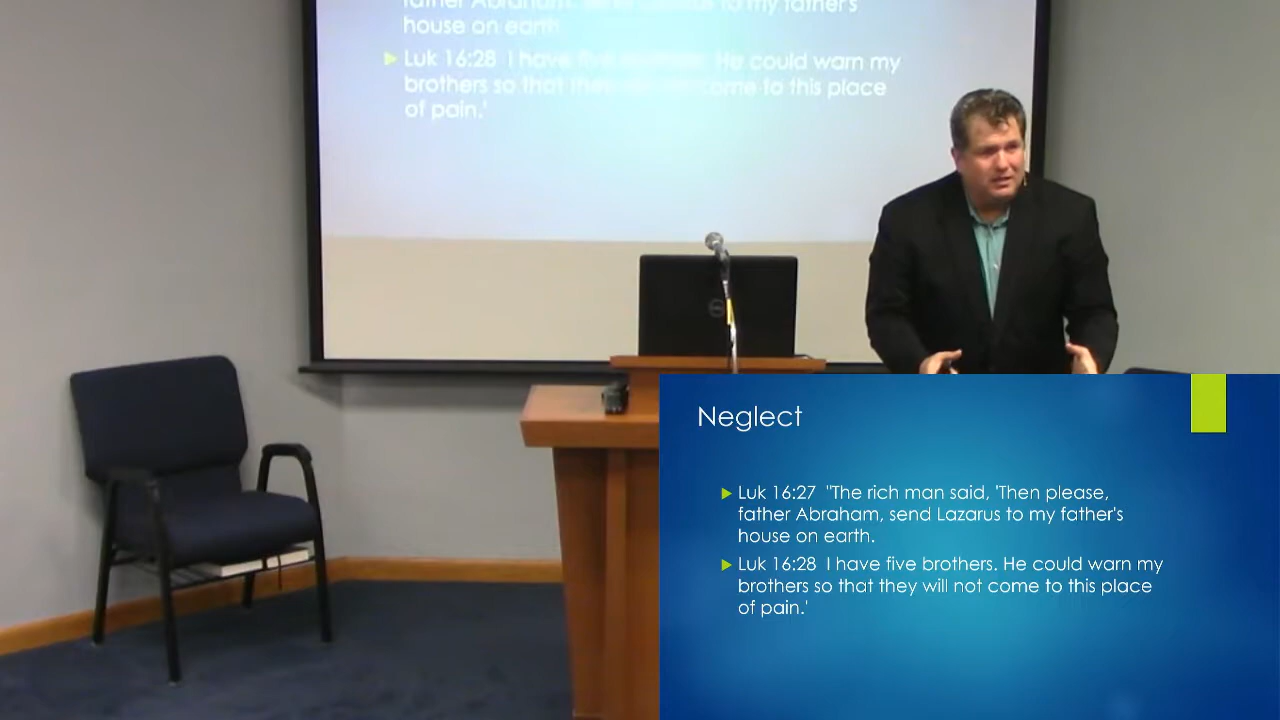 father Abraham, send Lazarus to my father's
house on earth.
Luk 16:28 I have five brothers. He could warn my
brothers so that they will not come to this place
of pain.'
DELL
Neglect
Luk 16:27 "The rich man said, 'Then please,
father Abraham, send Lazarus to my father's
house on earth.
Luk 16:28 I have five brothers. He could warn my
brothers so that they will not come to this place
of pain.'